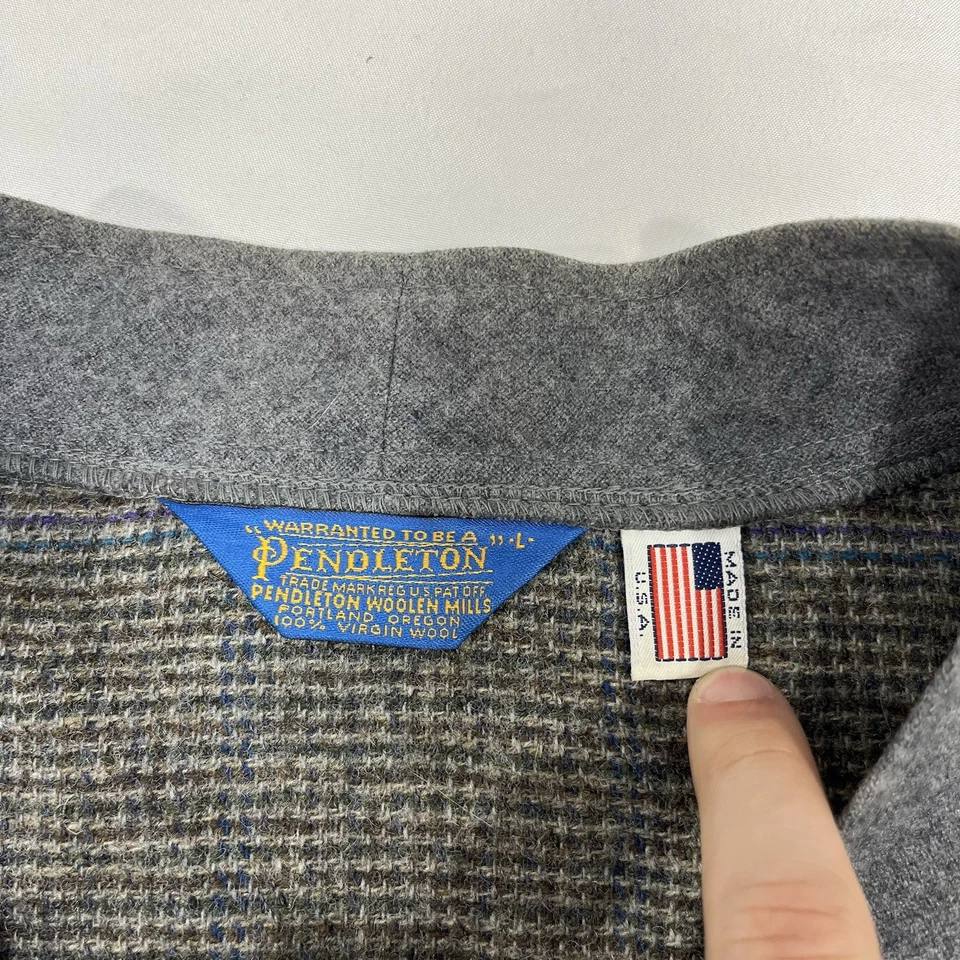 "WARRANTED TO BE A" -L-
PENDLETON
TRADE MARK REG U.S. PAT OFF
PENDLETON WOOLEN MILLS
PORTLAND OREGON
100% VIRGIN WOOL
MADE IN
U.S.A.